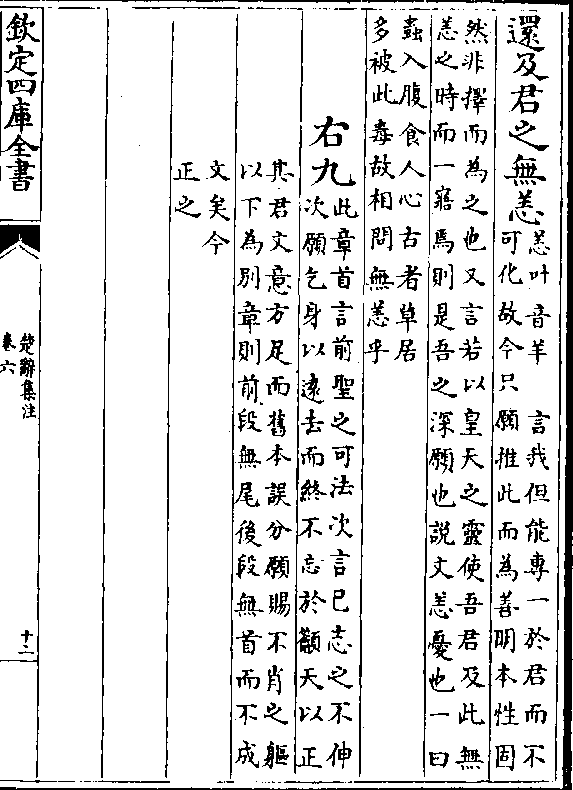 還及君之無恙恙叶音羊　言我但能專一於君而不
可化故今只願推此而為善明本性固
然非擇而為之也又言若以皇天之靈使吾君及此無
恙之時而一寤焉則是吾之深願也說文恙憂也一曰
蟲入腹食人心古者草居
多被此毒故相問無恙乎
右九此章首言前聖之可法次言已志之不伸
次願乞身以遠去而終不忘於籲天以正
其君文意方足而舊本誤分願賜不肖之軀
以下為别章則前段無尾後段無首而不成
文矣今
正之
欽定四庫全書
楚辭集注
卷六
十二